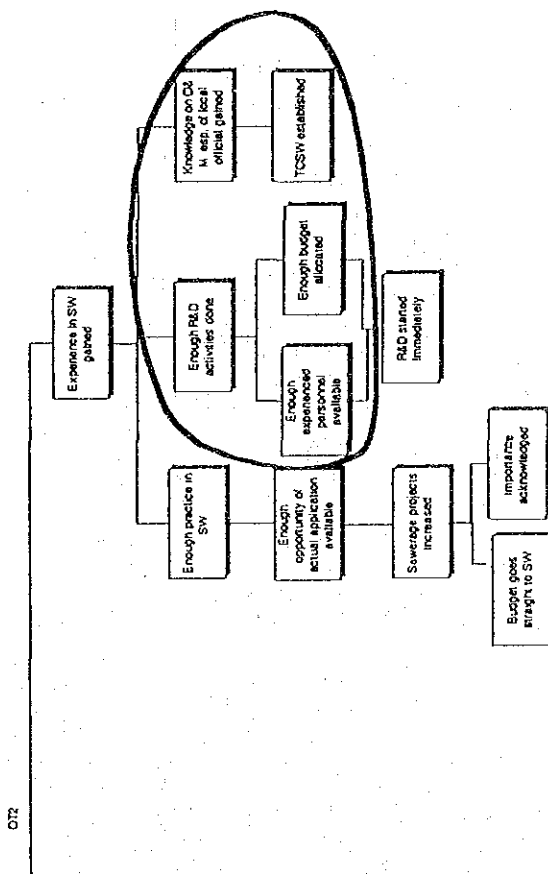 OT2
Experience in SW
gained
Enough practice in
SW
Enough R&D
activities done
Knowledge on O&
M esp. of local
official gained
Enough
opportunity of
actual application
available
Enough
experienced
personnel
available
Enough budget
allocated
TCSW established
Sewerage projects
increased
R&D started
immediately
Budget goes
straight to SW
Importance
acknowledged